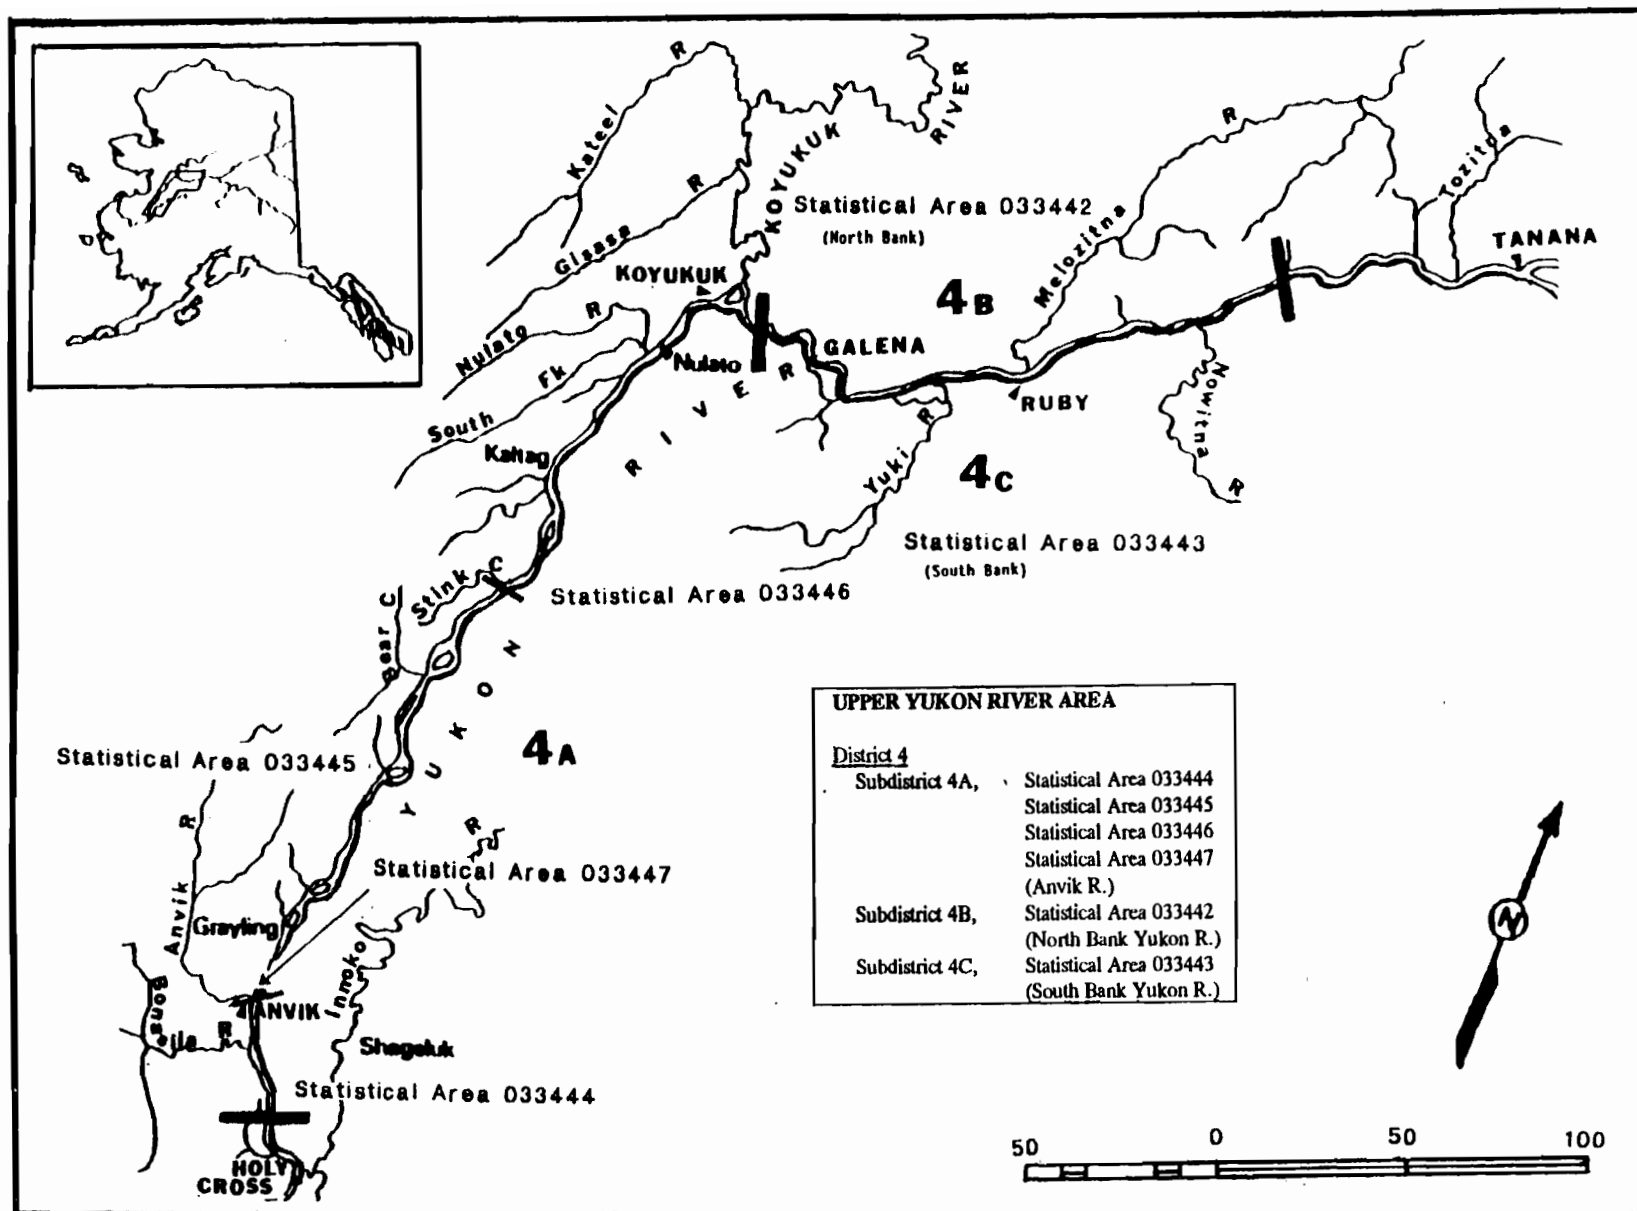 Kateel R
KOYUKUK RIVER
R
Statistical Area 033442
(North Bank)
Glsasa R
Melozitna
Tozitna
TANANA
KOYUKUK
4B
Nulato R
GALENA
Nulato
South Fk
RUBY
Nowitna R
Kaltag
4C
Yuki R
Statistical Area 033443
(South Bank)
Stink C
Statistical Area 033446
Bear C
YUKON RIVER
4A
Statistical Area 033445
UPPER YUKON RIVER AREA
District 4
Subdistrict 4A, Statistical Area 033444
Statistical Area 033445
Statistical Area 033446
Statistical Area 033447
(Anvik R.)
Subdistrict 4B, Statistical Area 033442
(North Bank Yukon R.)
Subdistrict 4C, Statistical Area 033443
(South Bank Yukon R.)
Anvik R
Statistical Area 033447
Grayling
Innoko R
ANVIK
Bonsila R
Shageluk
Statistical Area 033444
HOLY
CROSS
N
50 0 50 100